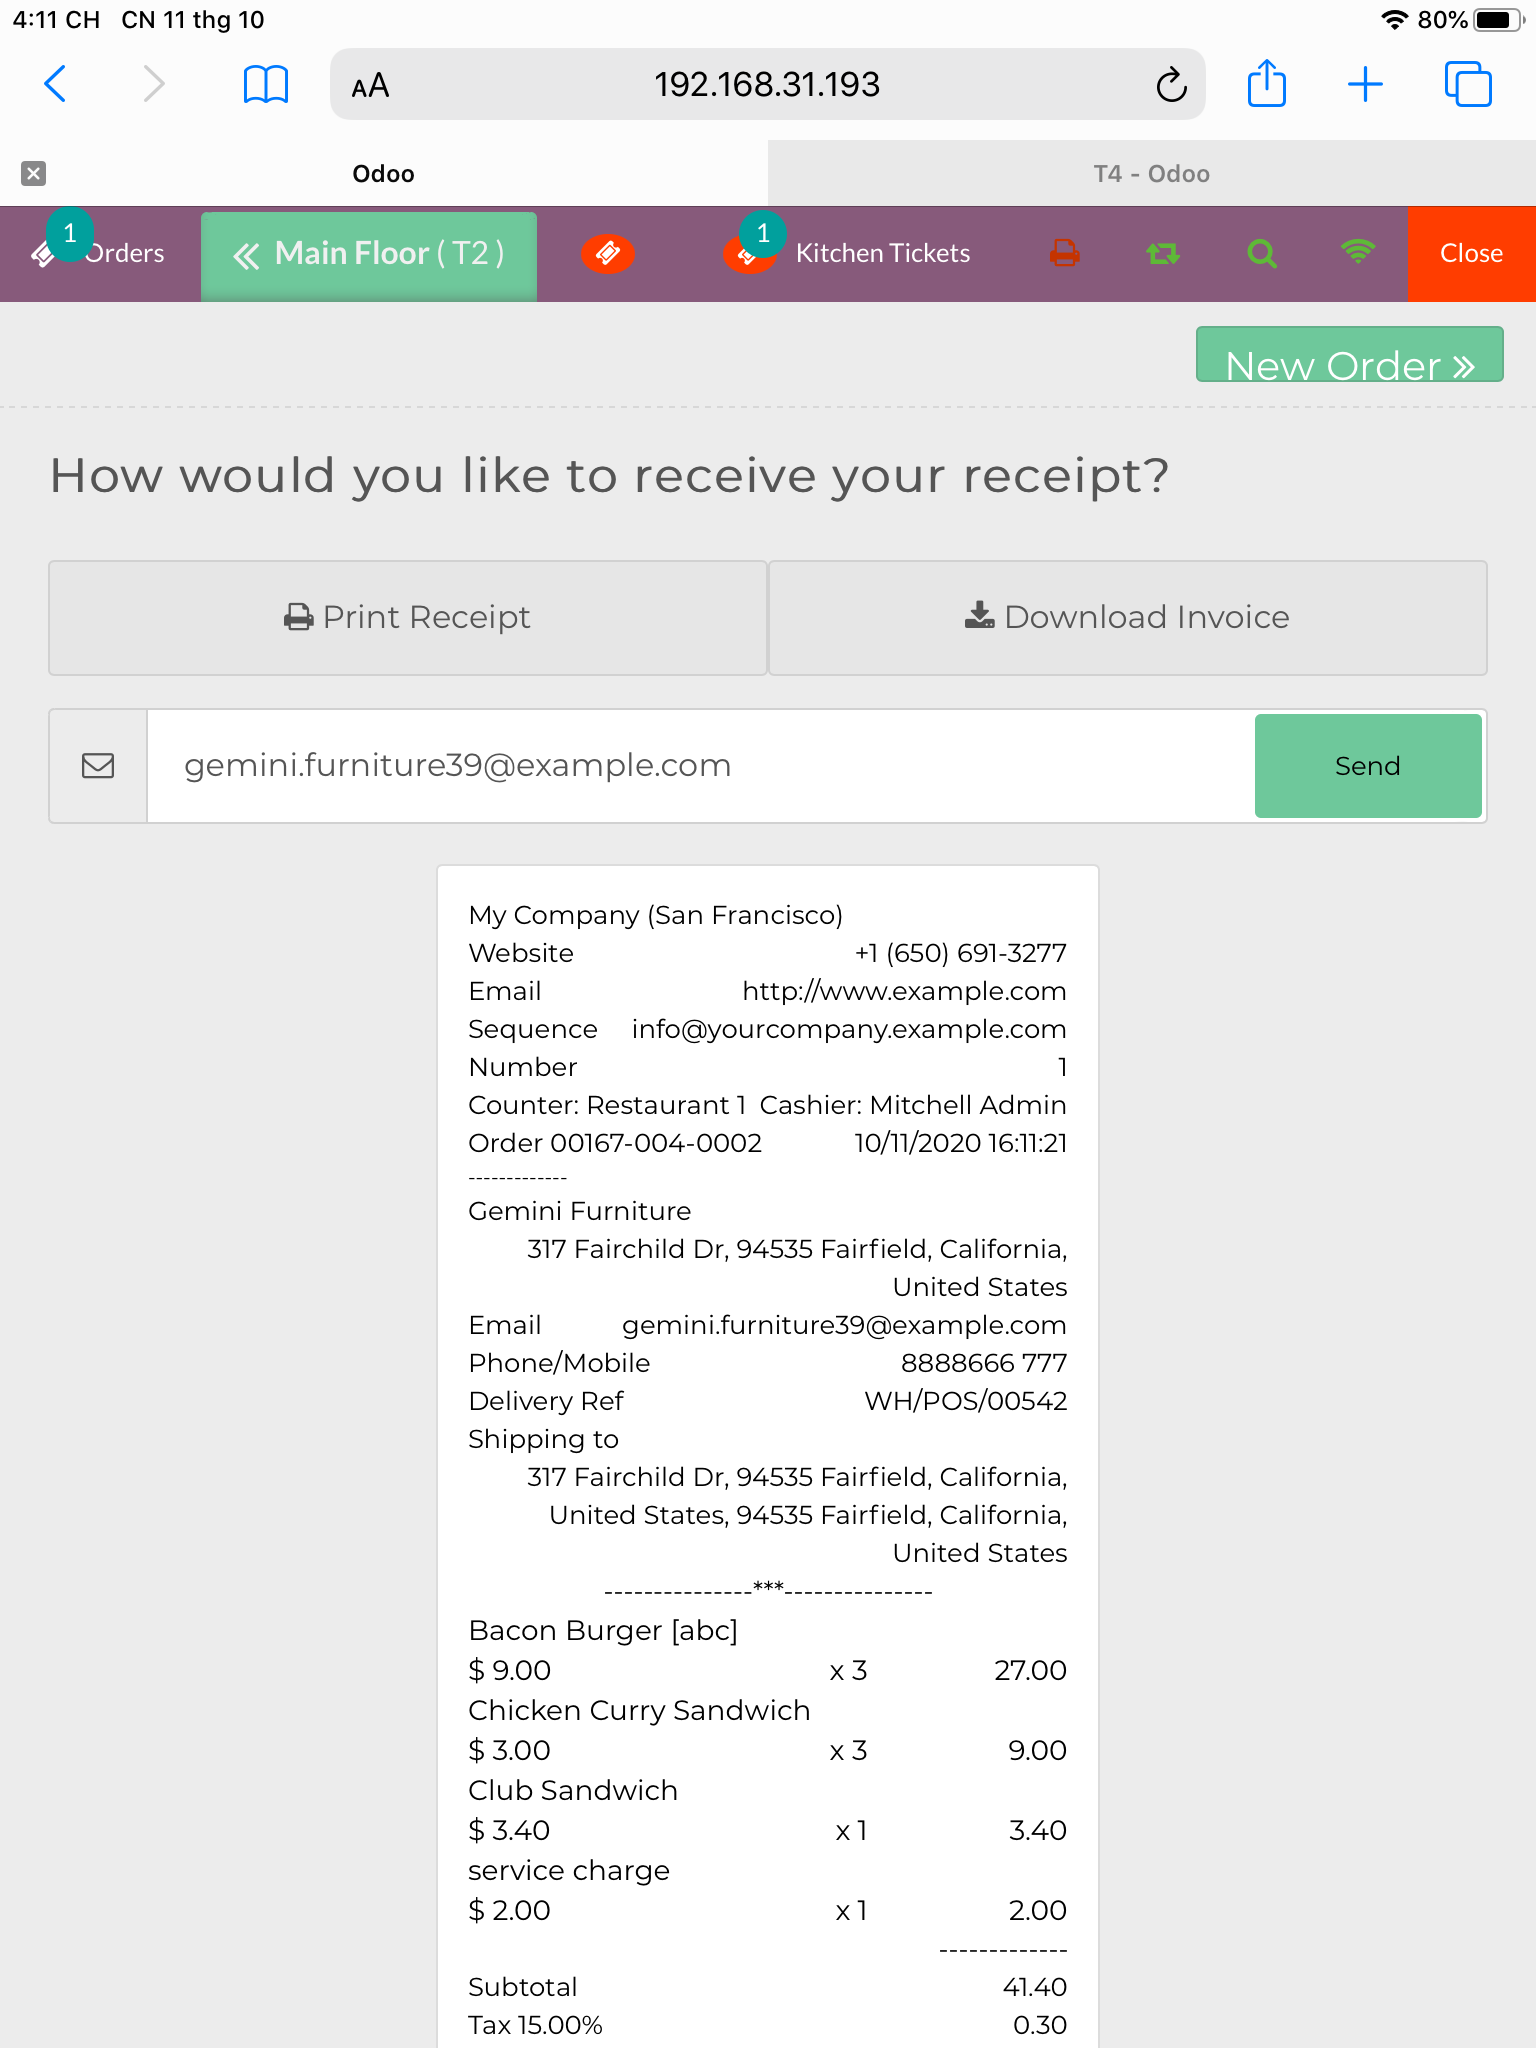 4:11 CH CN 11 thg 10 80%
AA 192.168.31.193
Odoo T4 - Odoo
1 Orders Main Floor ( T2 ) 1 Kitchen Tickets Close
New Order
How would you like to receive your receipt?
Print Receipt Download Invoice
gemini.furniture39@example.com Send
My Company (San Francisco)
Website +1 (650) 691-3277
Email http://www.example.com
Sequence info@yourcompany.example.com
Number 1
Counter: Restaurant 1 Cashier: Mitchell Admin
Order 00167-004-0002 10/11/2020 16:11:21
-------------
Gemini Furniture
317 Fairchild Dr, 94535 Fairfield, California,
United States
Email gemini.furniture39@example.com
Phone/Mobile 8888666 777
Delivery Ref WH/POS/00542
Shipping to
317 Fairchild Dr, 94535 Fairfield, California,
United States, 94535 Fairfield, California,
United States
---------------***---------------
Bacon Burger [abc]
$ 9.00 x 3 27.00
Chicken Curry Sandwich
$ 3.00 x 3 9.00
Club Sandwich
$ 3.40 x 1 3.40
service charge
$ 2.00 x 1 2.00
-------------
Subtotal 41.40
Tax 15.00% 0.30